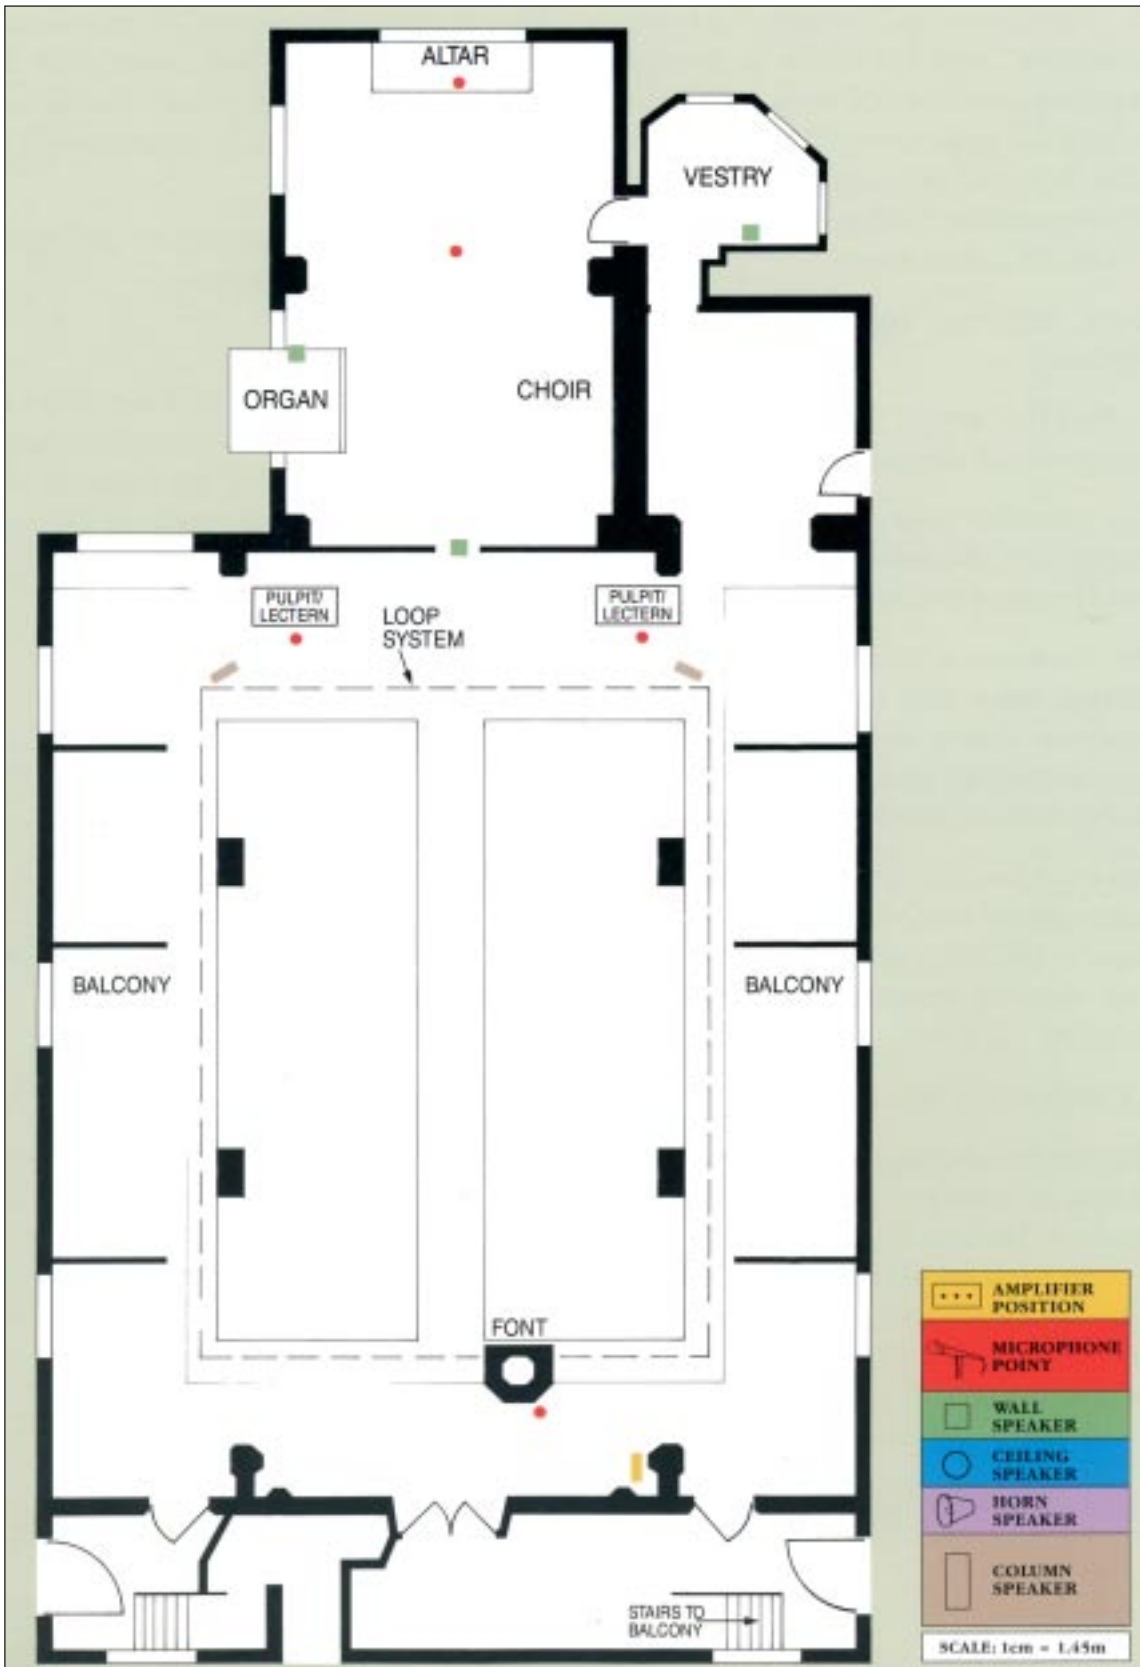 ALTAR
VESTRY
ORGAN
CHOIR
PULPIT/
LECTERN
PULPIT/
LECTERN
LOOP
SYSTEM
BALCONY
BALCONY
FONT
STAIRS TO
BALCONY
AMPLIFIER
POSITION
MICROPHONE
POINT
WALL
SPEAKER
CEILING
SPEAKER
HORN
SPEAKER
COLUMN
SPEAKER
SCALE: 1cm = 1.45m